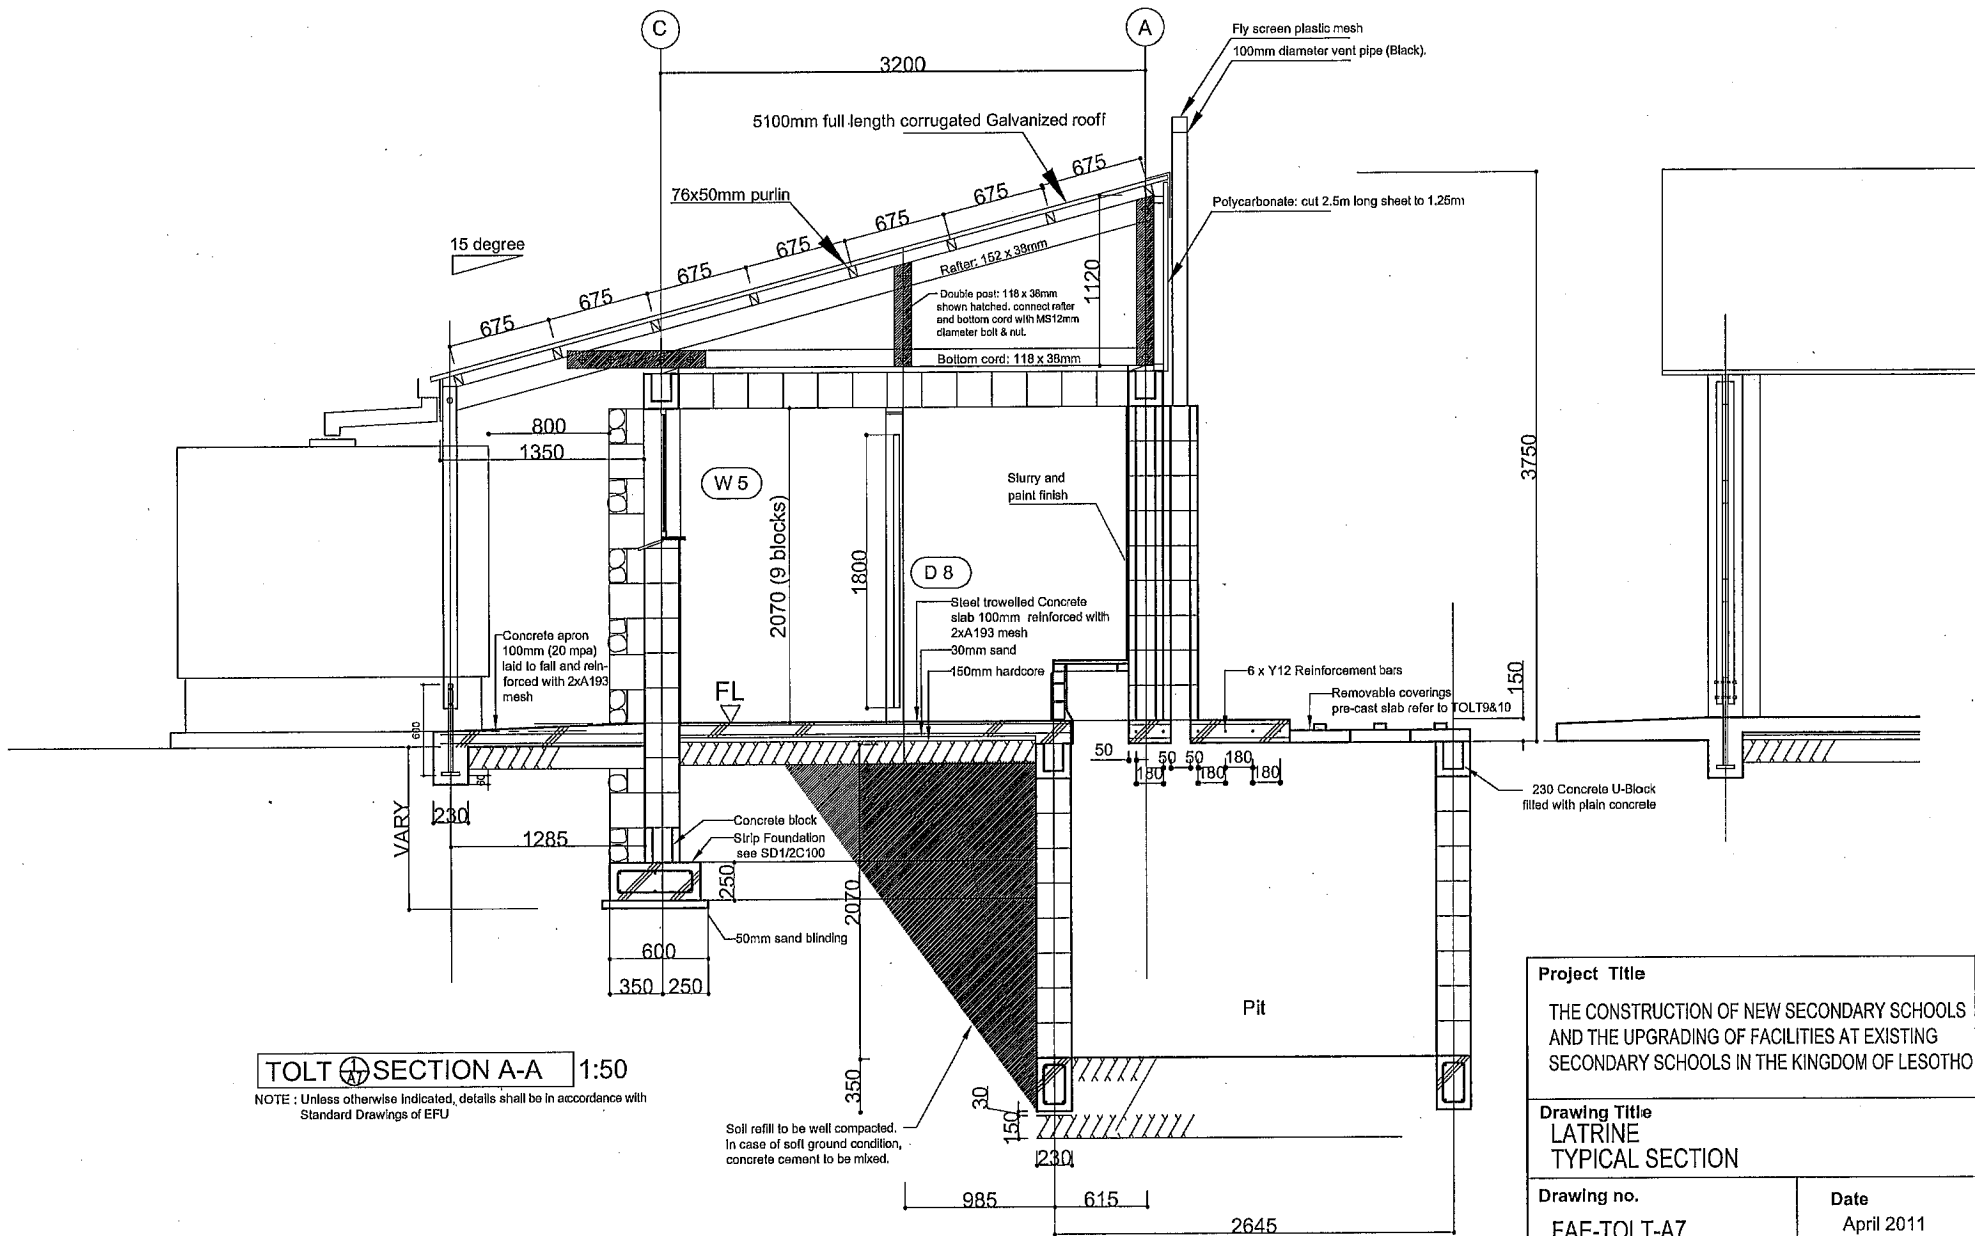 C
A
Fly screen plastic mesh
100mm diameter vent pipe (Black).
3200
5100mm full length corrugated Galvanized rooff
675
675
675
675
675
675
675
76x50mm purlin
Polycarbonate: cut 2.5m long sheet to 1.25m
15 degree
Rafter: 152 x 38mm
1120
Double post: 118 x 38mm
shown hatched. connect rafter
and bottom cord with MS12mm
diameter bolt & nut.
Bottom cord: 118 x 38mm
800
1350
3750
W 5
Slurry and
paint finish
2070 (9 blocks)
1800
D 8
Steel trowelled Concrete
slab 100mm reinforced with
2xA193 mesh
30mm sand
150mm hardcore
Concrete apron
100mm (20 mpa)
laid to fall and rein-
forced with 2xA193
mesh
6 x Y12 Reinforcement bars
150
Removable coverings
pre-cast slab refer to TOLT9&10
FL
600
50
50
50
180
180
180
180
230
VARY
1285
Concrete block
Strip Foundation
see SD1/2C100
250
2070
230 Concrete U-Block
filled with plain concrete
50mm sand blinding
600
350
250
Pit
350
30
150
230
Soil refill to be well compacted.
In case of soft ground condition,
concrete cement to be mixed.
985
615
2645
TOLT 1 A7 SECTION A-A 1:50
NOTE : Unless otherwise indicated, details shall be in accordance with
Standard Drawings of EFU
Project Title
THE CONSTRUCTION OF NEW SECONDARY SCHOOLS
AND THE UPGRADING OF FACILITIES AT EXISTING
SECONDARY SCHOOLS IN THE KINGDOM OF LESOTHO
Drawing Title
LATRINE
TYPICAL SECTION
Drawing no.
Date
April 2011